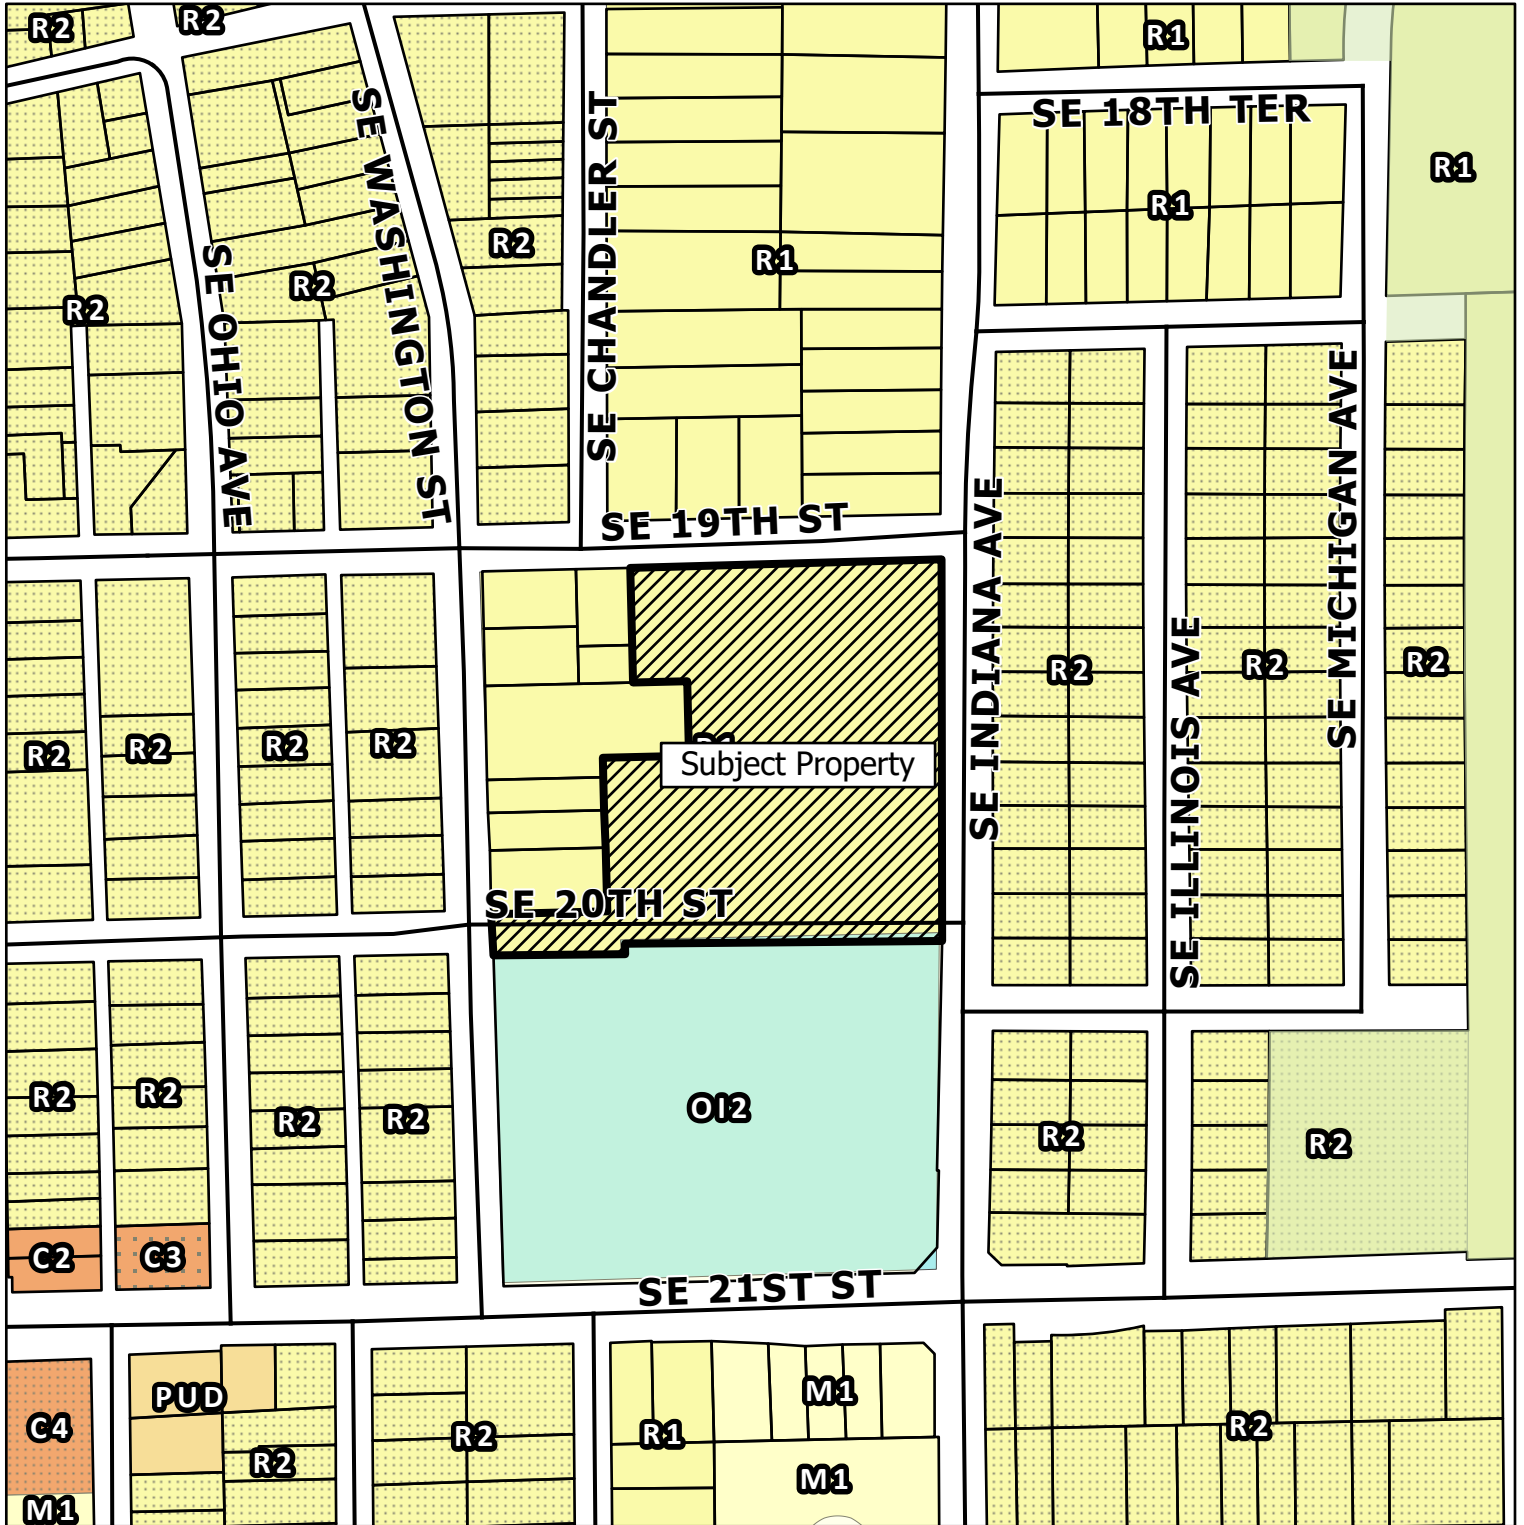 R2
R2
R1
SE 18TH TER
R1
R1
SE WASHINGTON ST
SE CHANDLER ST
R2
R1
R2
R2
SE OHIO AVE
SE 19TH ST
SE INDIANA AVE
SE ILLINOIS AVE
SE MICHIGAN AVE
R2
R2
R2
R2
R2
R2
R2
Subject Property
SE 20TH ST
R2
R2
R2
R2
OI2
R2
R2
C2
C3
SE 21ST ST
PUD
C4
R2
R2
R1
M1
M1
R2
M1